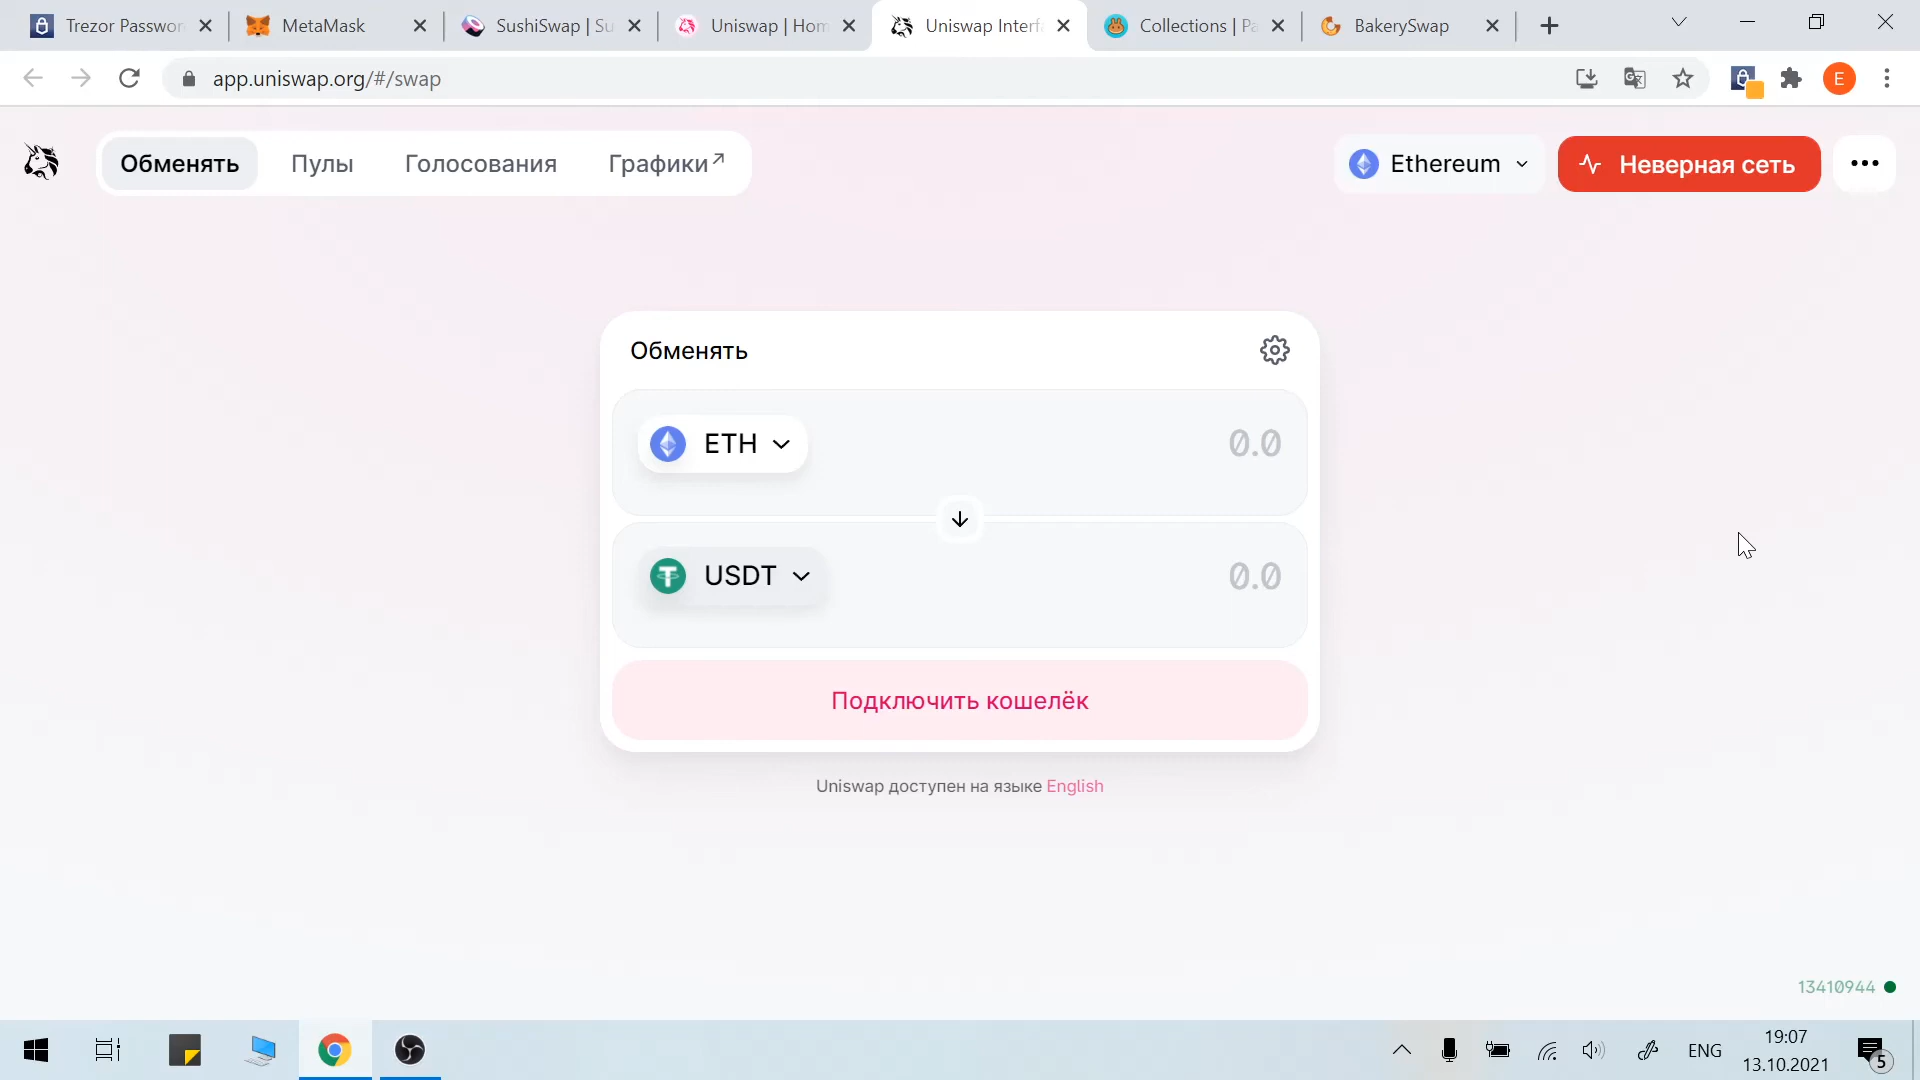 Trezor Passwor
MetaMask
SushiSwap | Su
Uniswap | Hom
Uniswap Interf
Collections | Pa
BakerySwap
app.uniswap.org/#/swap
E
Обменять
Пулы
Голосования
Графики↗
Ethereum
Неверная сеть
Обменять
ETH
0.0
USDT
0.0
Подключить кошелёк
Uniswap доступен на языке English
13410944
ENG
19:07
13.10.2021
5